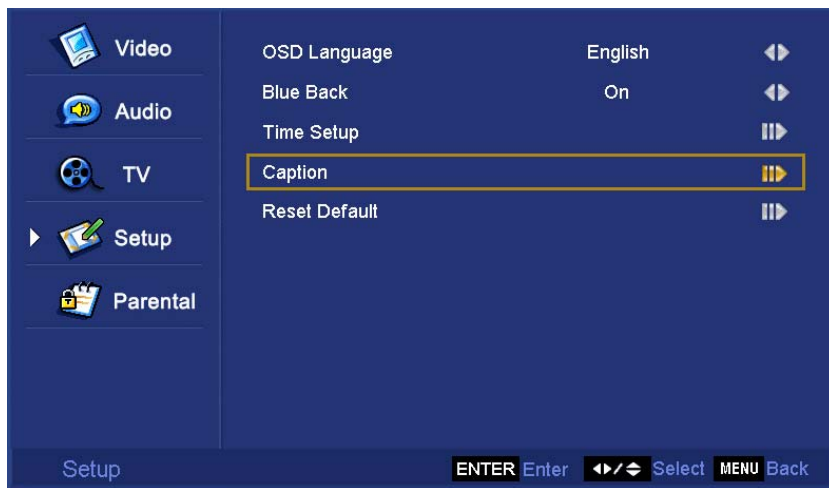 Video
Audio
TV
Setup
Parental
OSD Language English
Blue Back On
Time Setup
Caption
Reset Default
Setup ENTER Enter Select MENU Back